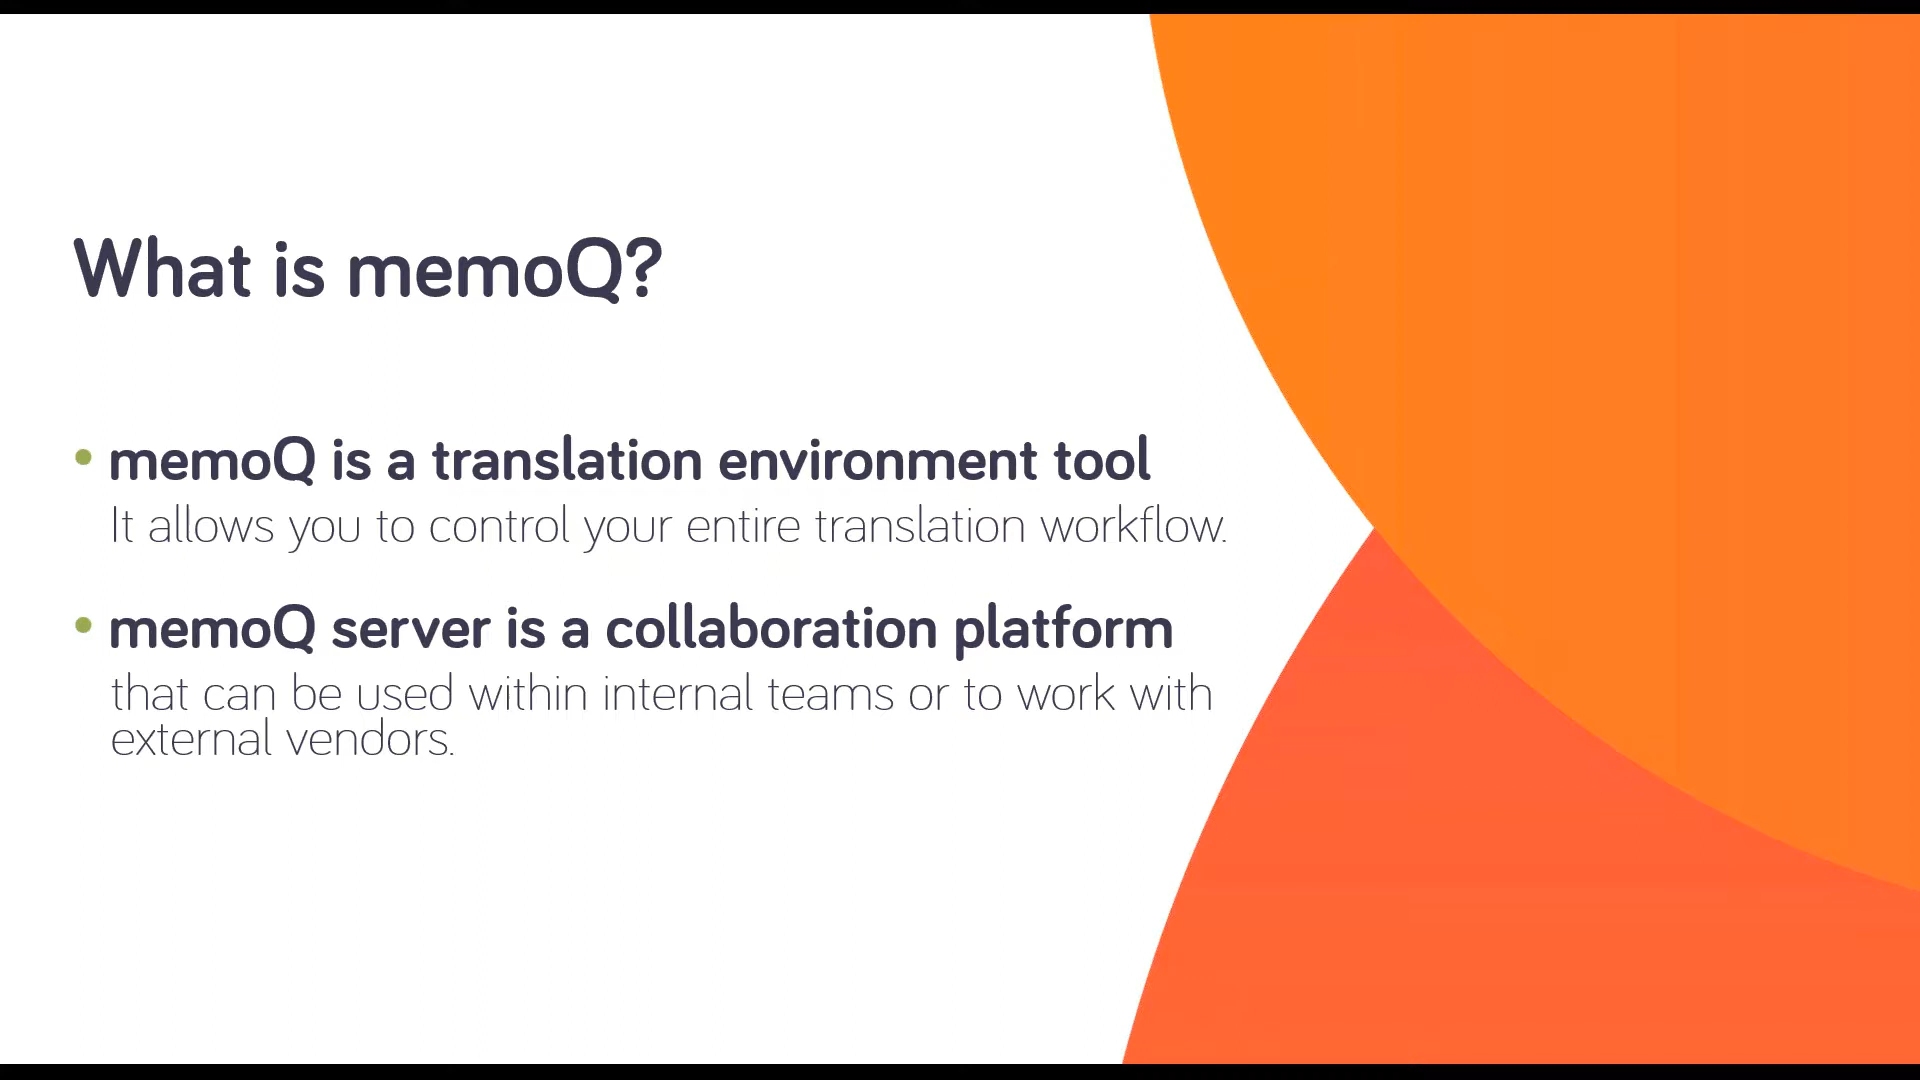 What is memoQ?
• memoQ is a translation environment tool
It allows you to control your entire translation workflow.
• memoQ server is a collaboration platform
that can be used within internal teams or to work with
external vendors.